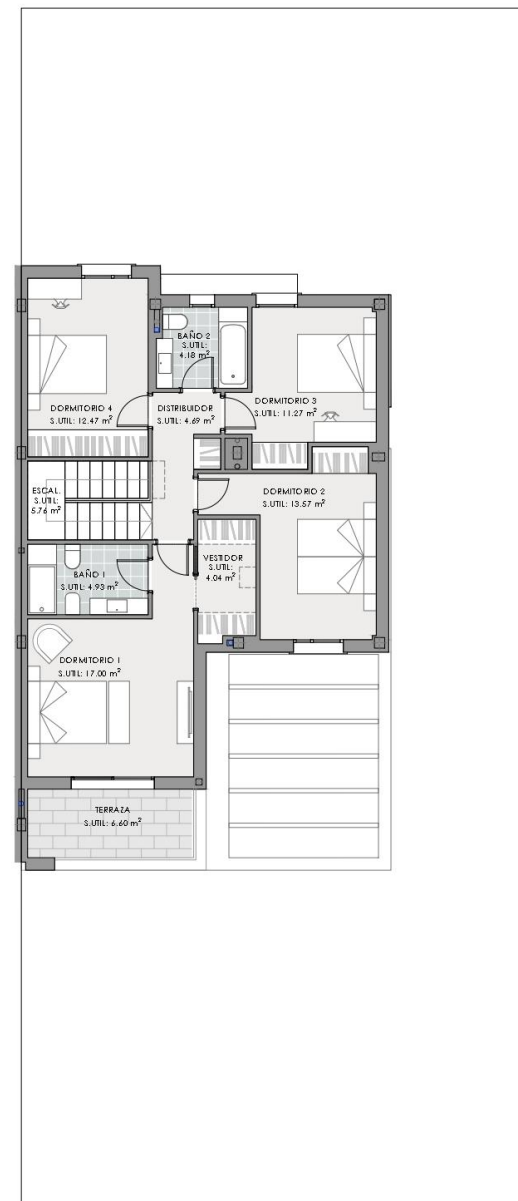 BAÑO 2
S.UTIL:
4.18 m²
DORMITORIO 4
S.UTIL: 12.47 m²
DISTRIBUIDOR
S.UTIL: 4.69 m²
DORMITORIO 3
S.UTIL: 11.27 m²
ESCAL.
S.UTIL:
5.76 m²
DORMITORIO 2
S.UTIL: 13.57 m²
BAÑO 1
S.UTIL: 4.93 m²
VESTIDOR
S.UTIL:
4.04 m²
DORMITORIO 1
S.UTIL: 17.00 m²
TERRAZA
S.UTIL: 6.60 m²